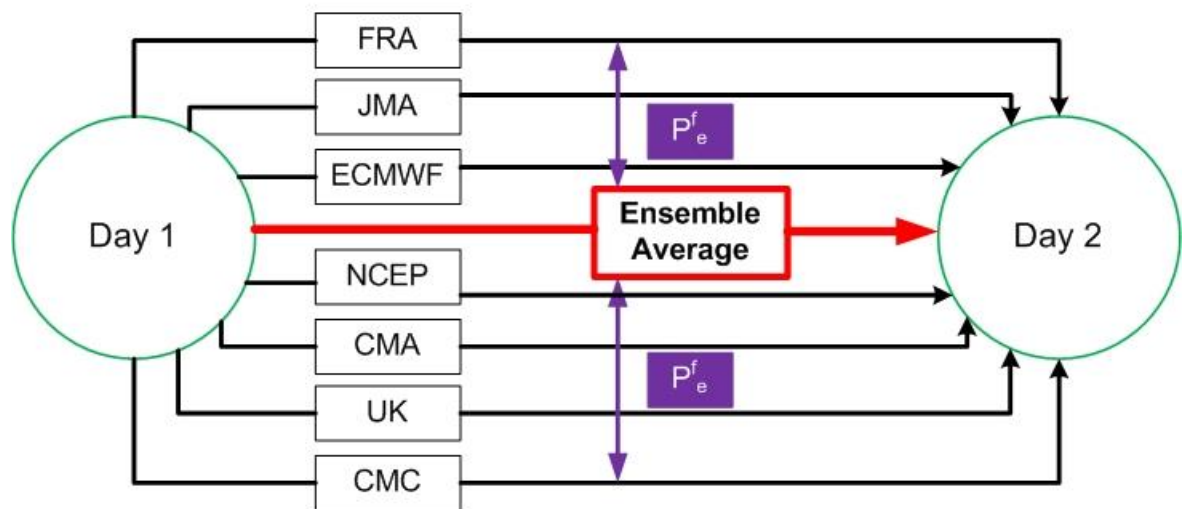 FRA
JMA
P^f_e
ECMWF
Day 1
Ensemble
Average
Day 2
NCEP
CMA
P^f_e
UK
CMC